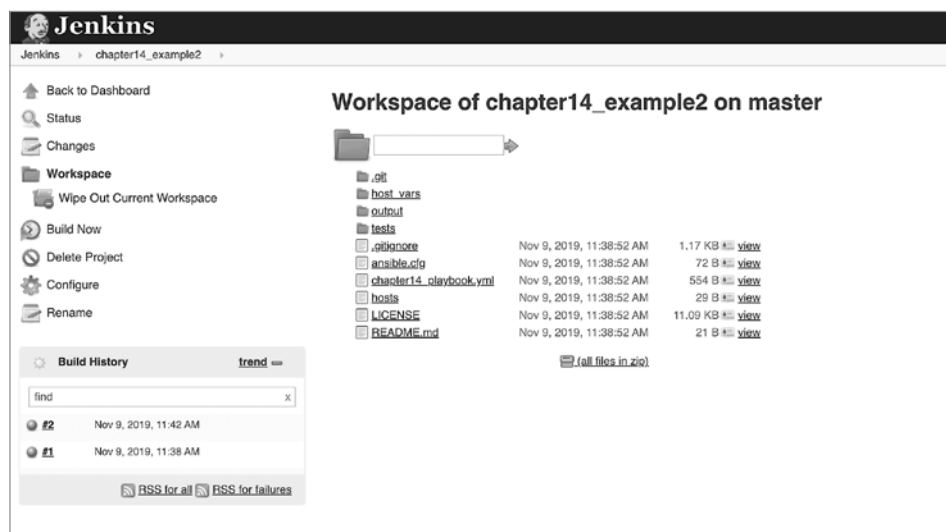 Jenkins
Jenkins chapter14_example2
Back to Dashboard
Status
Changes
Workspace
Wipe Out Current Workspace
Build Now
Delete Project
Configure
Rename
Build History trend
find x
#2 Nov 9, 2019, 11:42 AM
#1 Nov 9, 2019, 11:38 AM
RSS for all RSS for failures
Workspace of chapter14_example2 on master
.git
host_vars
output
tests
.gitignore Nov 9, 2019, 11:38:52 AM 1.17 KB view
ansible.cfg Nov 9, 2019, 11:38:52 AM 72 B view
chapter14_playbook.yml Nov 9, 2019, 11:38:52 AM 554 B view
hosts Nov 9, 2019, 11:38:52 AM 29 B view
LICENSE Nov 9, 2019, 11:38:52 AM 11.09 KB view
README.md Nov 9, 2019, 11:38:52 AM 21 B view
(all files in zip)